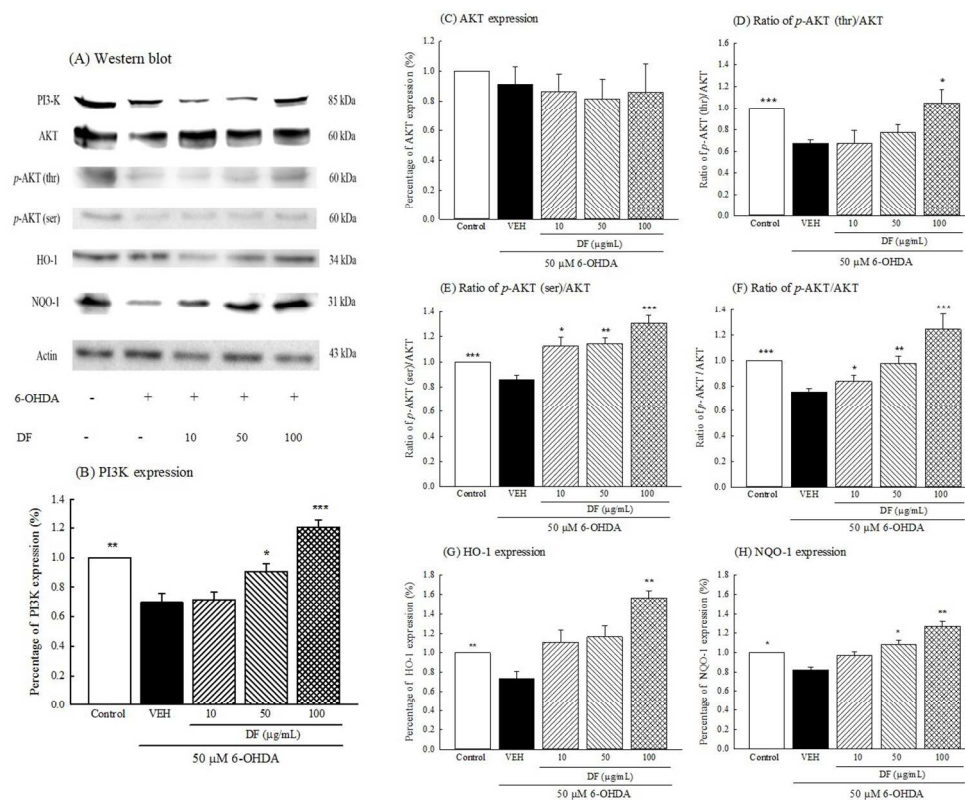 (A) Western blot
PI3-K 85 kDa
AKT 60 kDa
p-AKT (thr) 60 kDa
p-AKT (ser) 60 kDa
HO-1 34 kDa
NQO-1 31 kDa
Actin 43 kDa
6-OHDA - + + + +
DF - - 10 50 100
(B) PI3K expression
Percentage of PI3K expression (%)
1.4
1.2
1.0
0.8
0.6
0.4
0.2
0.0
** * ***
Control VEH 10 50 100
DF (µg/mL)
50 µM 6-OHDA
(C) AKT expression
Percentage of AKT expression (%)
1.2
1.0
0.8
0.6
0.4
0.2
0.0
Control VEH 10 50 100
DF (µg/mL)
50 µM 6-OHDA
(D) Ratio of p-AKT (thr)/AKT
Ratio of p-AKT (thr)/AKT
1.6
1.4
1.2
1.0
0.8
0.6
0.4
0.2
0.0
*** *
Control VEH 10 50 100
DF (µg/mL)
50 µM 6-OHDA
(E) Ratio of p-AKT (ser)/AKT
Ratio of p-AKT (ser)/AKT
1.4
1.2
1.0
0.8
0.6
0.4
0.2
0.0
*** * ** ***
Control VEH 10 50 100
DF (µg/mL)
50 µM 6-OHDA
(F) Ratio of p-AKT/AKT
Ratio of p-AKT / AKT
1.4
1.2
1.0
0.8
0.6
0.4
0.2
0.0
*** * ** ***
Control VEH 10 50 100
DF (µg/mL)
50 µM 6-OHDA
(G) HO-1 expression
Percentage of HO-1 expression (%)
1.8
1.6
1.4
1.2
1.0
0.8
0.6
0.4
0.2
0.0
** **
Control VEH 10 50 100
DF (µg/mL)
50 µM 6-OHDA
(H) NQO-1 expression
Percentage of NQO-1 expression (%)
1.8
1.6
1.4
1.2
1.0
0.8
0.6
0.4
0.2
0.0
* * **
Control VEH 10 50 100
DF (µg/mL)
50 µM 6-OHDA